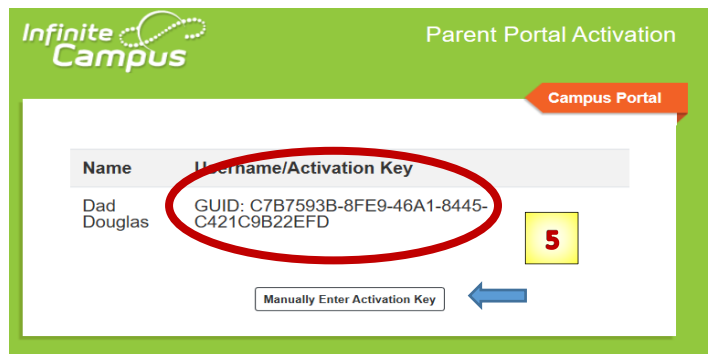 Infinite
Campus
Parent Portal Activation
Campus Portal
Name Username/Activation Key
Dad
Douglas
GUID: C7B7593B-8FE9-46A1-8445-
C421C9B22EFD
5
Manually Enter Activation Key